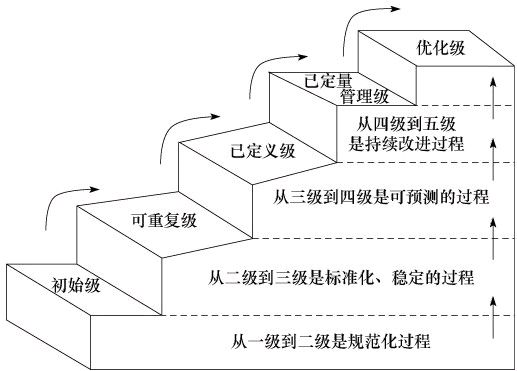 优化级
已定量
管理级
从四级到五级
是持续改进过程
已定义级
从三级到四级是可预测的过程
可重复级
从二级到三级是标准化、稳定的过程
初始级
从一级到二级是规范化过程